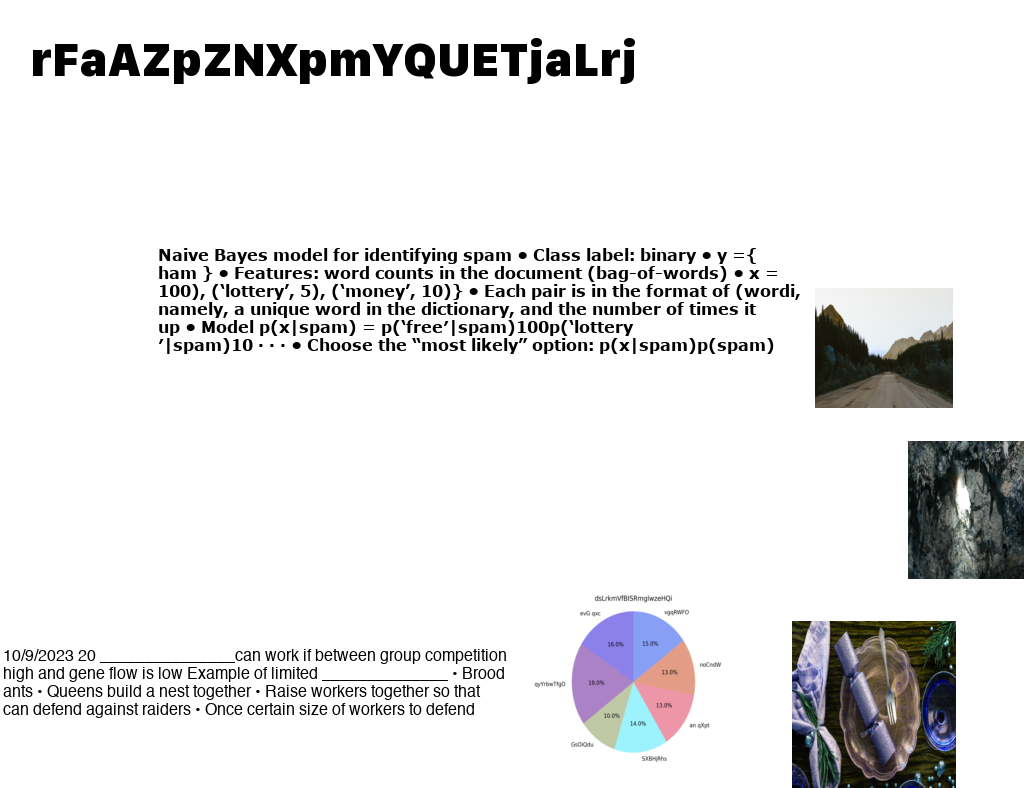 rFaAZpZNXpmYQUETjaLrj
Naive Bayes model for identifying spam • Class label: binary • y ={
ham } • Features: word counts in the document (bag-of-words) • x =
100), (‘lottery’, 5), (‘money’, 10)} • Each pair is in the format of (wordi,
namely, a unique word in the dictionary, and the number of times it
up • Model p(x|spam) = p(‘free’|spam)100p(‘lottery
’|spam)10 · · · • Choose the “most likely” option: p(x|spam)p(spam)
10/9/2023 20 ________________can work if between group competition
high and gene flow is low Example of limited _______________ • Brood
ants • Queens build a nest together • Raise workers together so that
can defend against raiders • Once certain size of workers to defend
dsLrkmVfBISRmglwzeHQi
evG qxc
vgqRWFO
16.0%
15.0%
noCndW
13.0%
qyYrbwTfgO
19.0%
13.0%
10.0%
14.0%
an qXpt
GsOiQdu
SXBHjRhs